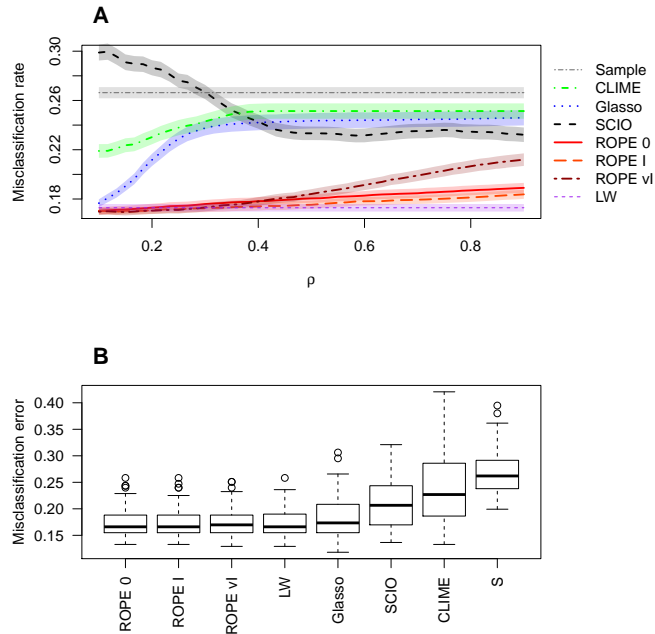 A
Misclassification rate
0.30
0.26
0.22
0.18
0.2
0.4
0.6
0.8
ρ
Sample
CLIME
Glasso
SCIO
ROPE 0
ROPE I
ROPE vI
LW
B
Misclassification error
0.40
0.35
0.30
0.25
0.20
0.15
ROPE 0
ROPE I
ROPE vI
LW
Glasso
SCIO
CLIME
S